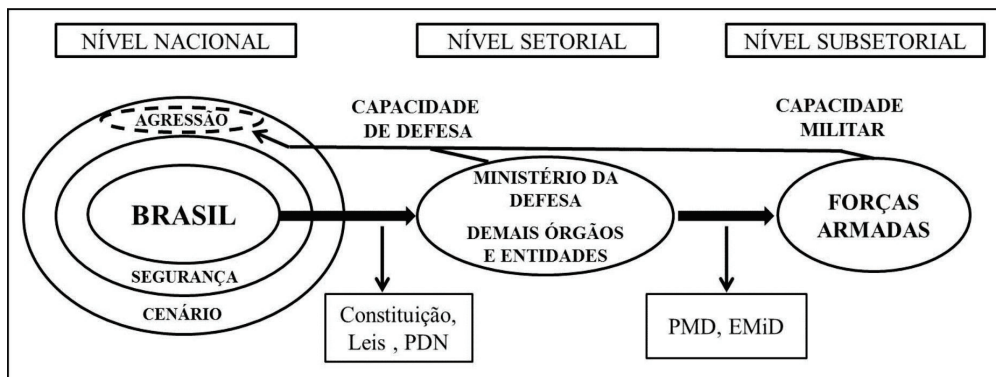 NÍVEL NACIONAL
NÍVEL SETORIAL
NÍVEL SUBSETORIAL
AGRESSÃO
BRASIL
SEGURANÇA
CENÁRIO
CAPACIDADE
DE DEFESA
MINISTÉRIO DA
DEFESA
DEMAIS ÓRGÃOS
E ENTIDADES
CAPACIDADE
MILITAR
FORÇAS
ARMADAS
Constituição,
Leis , PDN
PMD, EMiD